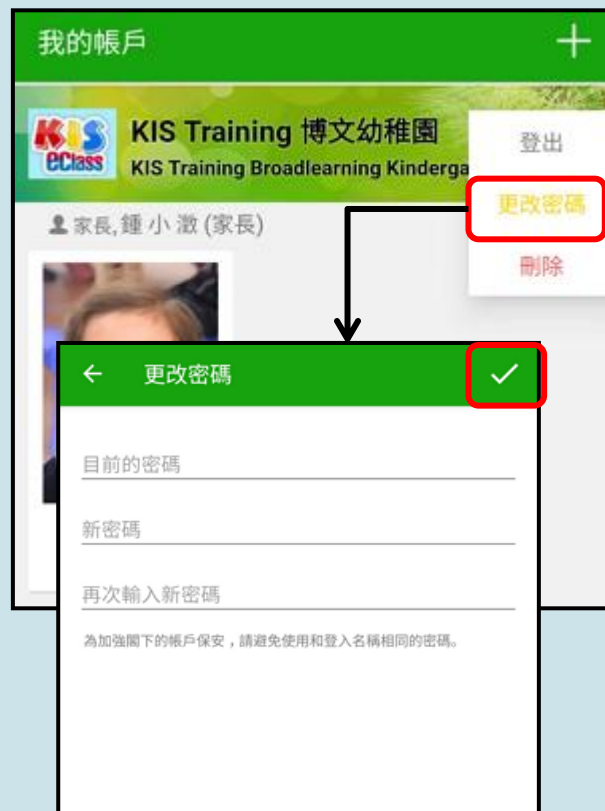 我的帳戶
KIS eClass
KIS Training 博文幼稚園
KIS Training Broadlearning Kinderga
登出
更改密碼
刪除
家長, 鍾小澂 (家長)
更改密碼
目前的密碼
新密碼
再次輸入新密碼
為加強閣下的帳戶保安，請避免使用和登入名稱相同的密碼。